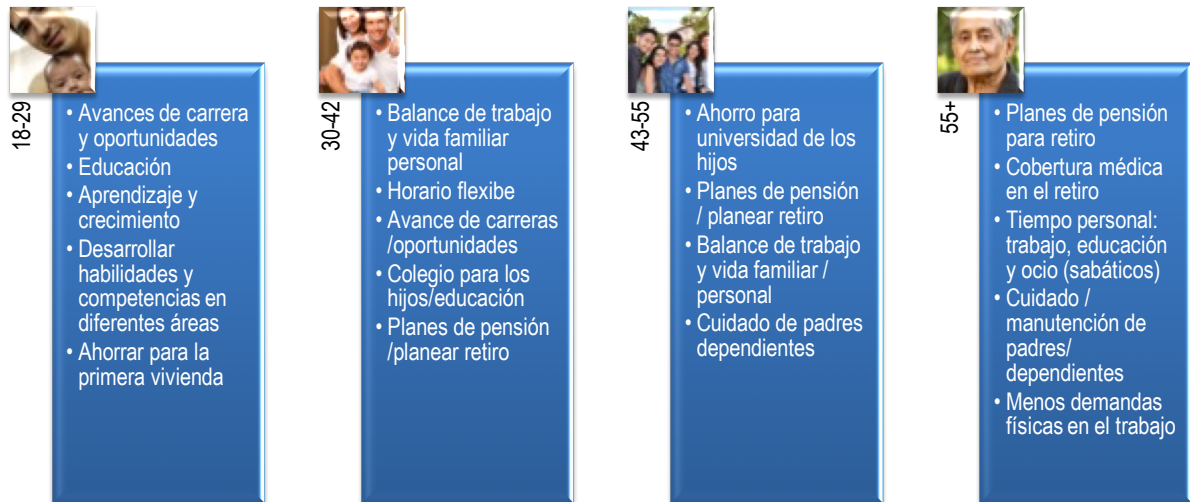 18-29
• Avances de carrera
y oportunidades
• Educación
• Aprendizaje y
crecimiento
• Desarrollar
habilidades y
competencias en
diferentes áreas
• Ahorrar para la
primera vivienda
30-42
• Balance de trabajo
y vida familiar
personal
• Horario flexibe
• Avance de carreras
/oportunidades
• Colegio para los
hijos/educación
• Planes de pensión
/planear retiro
43-55
• Ahorro para
universidad de los
hijos
• Planes de pensión
/ planear retiro
• Balance de trabajo
y vida familiar /
personal
• Cuidado de padres
dependientes
55+
• Planes de pensión
para retiro
• Cobertura médica
en el retiro
• Tiempo personal:
trabajo, educación
y ocio (sabáticos)
• Cuidado /
manutención de
padres/
dependientes
• Menos demandas
físicas en el trabajo